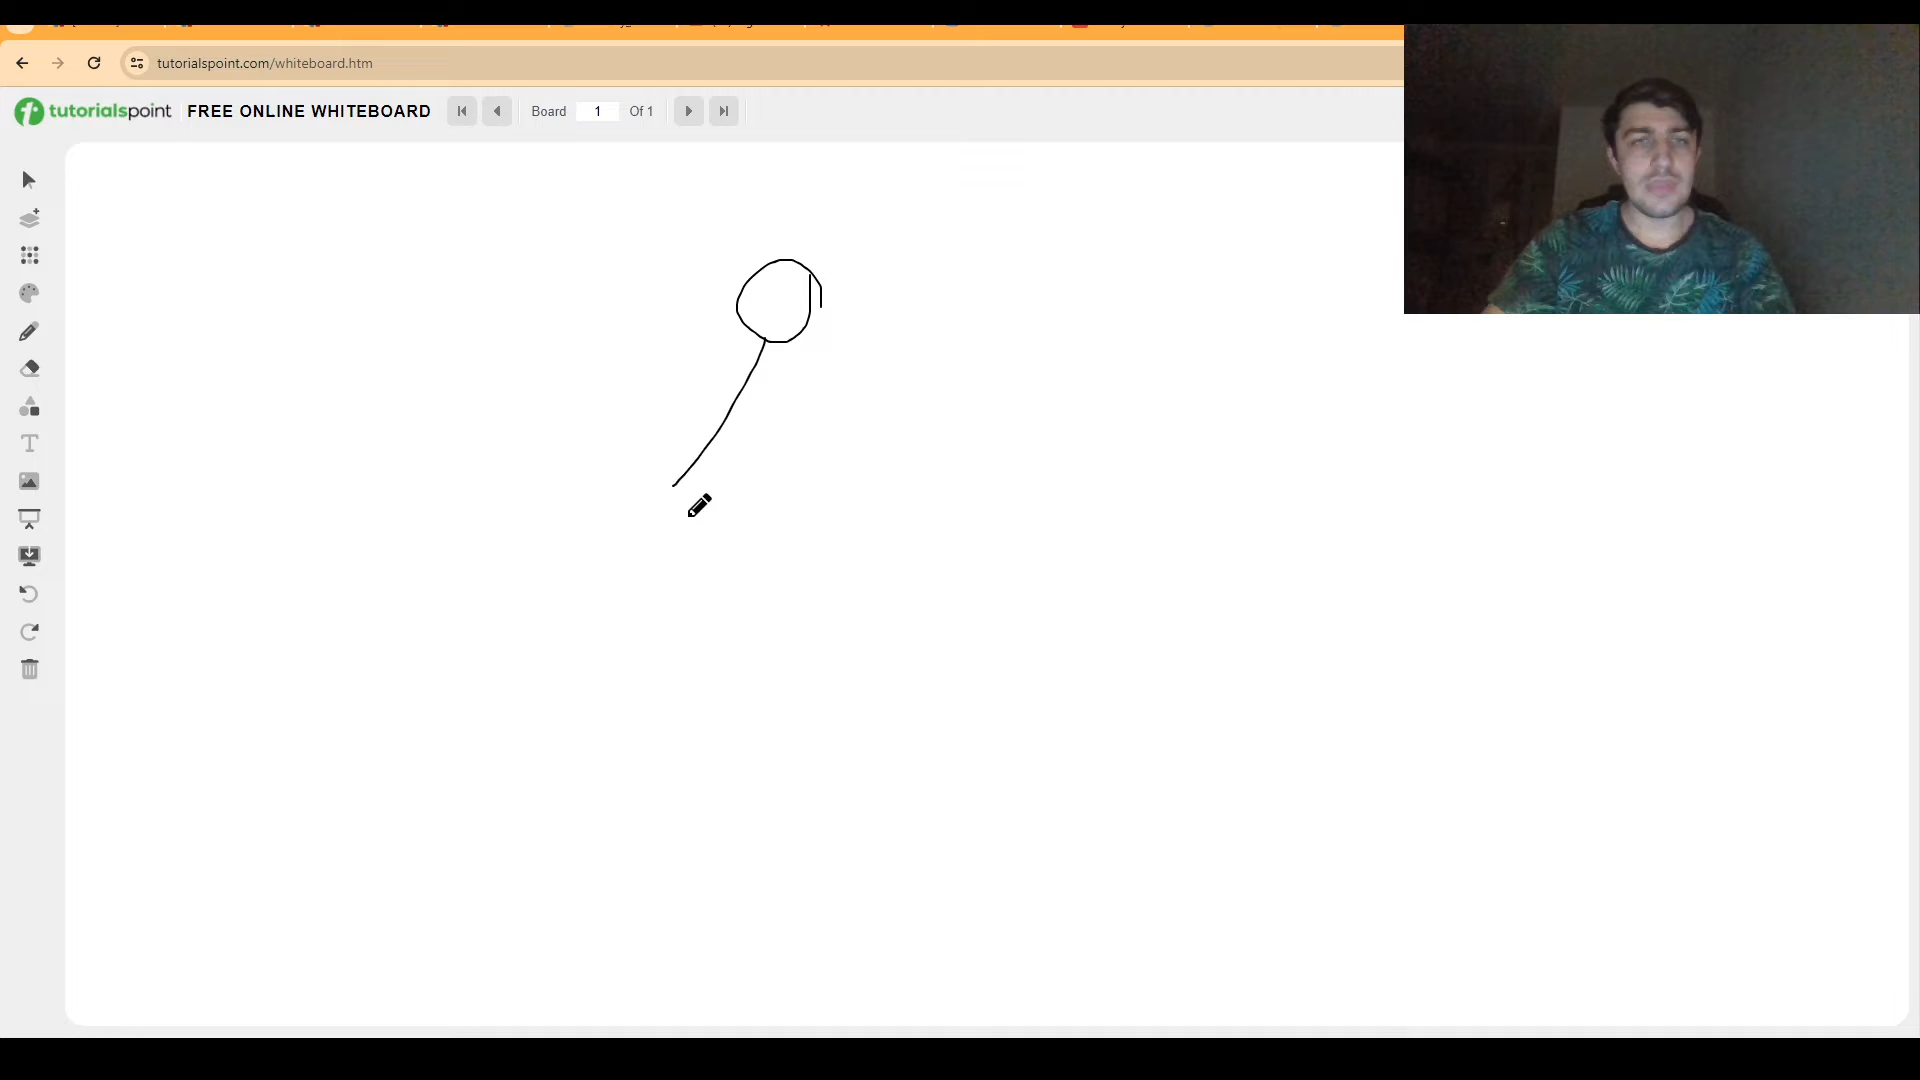 tutorialspoint.com/whiteboard.htm
tutorialspoint FREE ONLINE WHITEBOARD Board 1 Of 1
T